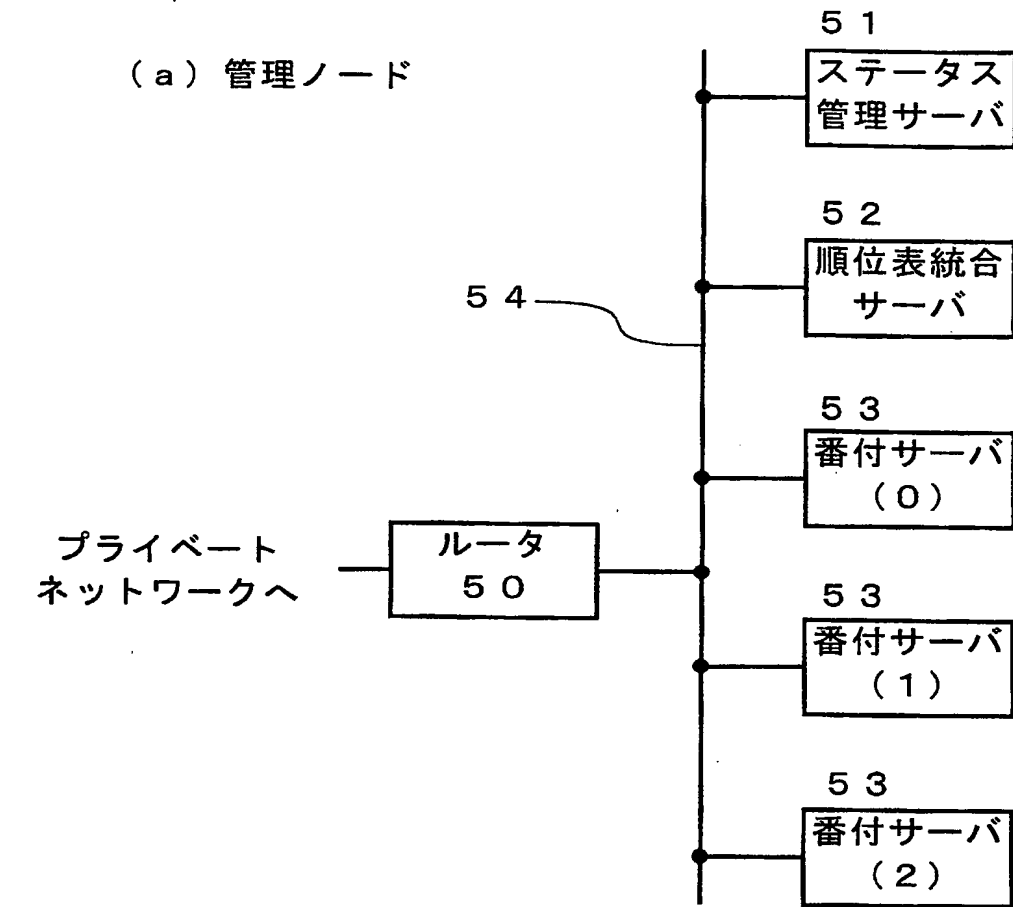 (a)管理ノード
51
ステータス
管理サーバ
52
順位表統合
サーバ
54
53
番付サーバ
(0)
プライベート
ネットワークへ
ルータ
50
53
番付サーバ
(1)
53
番付サーバ
(2)